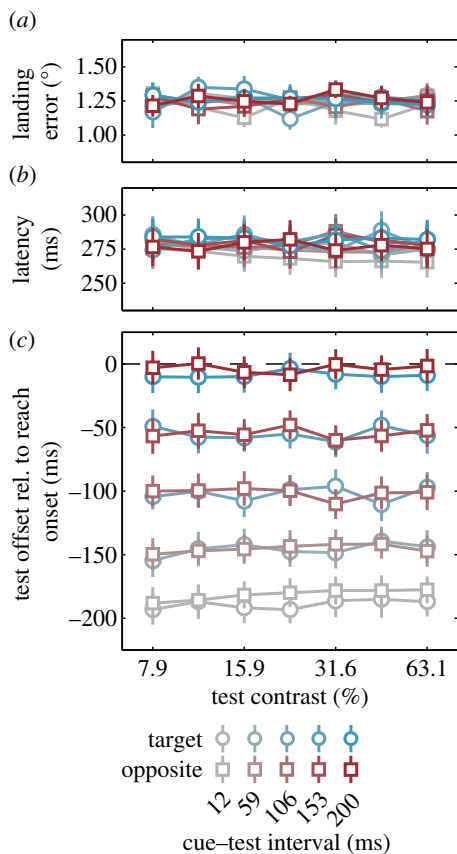 (a)
1.50
1.25
1.00
landing
error (°)
(b)
300
275
250
latency
(ms)
(c)
0
−50
−100
−150
−200
test offset rel. to reach
onset (ms)
7.9
15.9
31.6
63.1
test contrast (%)
target
opposite
12
59
106
153
200
cue–test interval (ms)